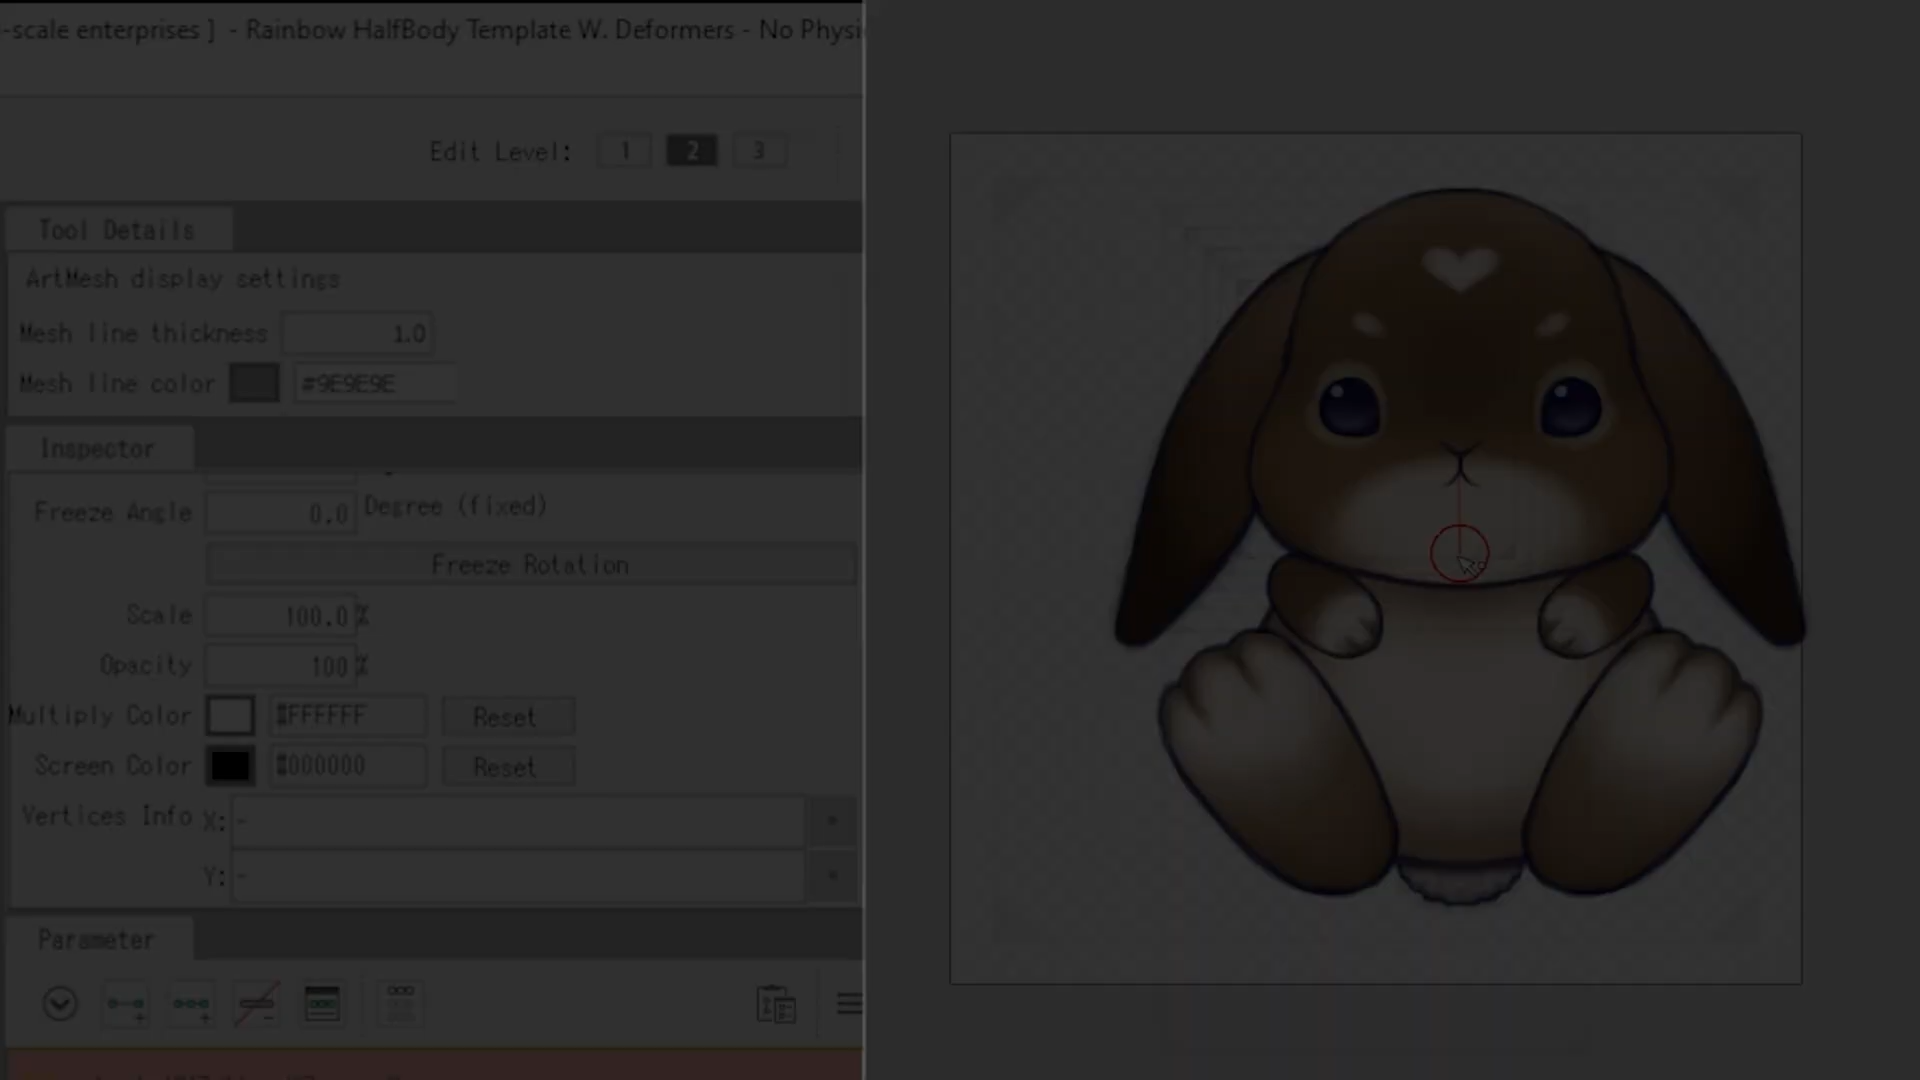 -scale enterprises ] - Rainbow HalfBody Template W. Deformers - No Physi
Edit Level: 1 2 3
Tool Details
ArtMesh display settings
Mesh line thickness 1.0
Mesh line color #9E9E9E
Inspector
Freeze Angle 0.0 Degree (fixed)
Freeze Rotation
Scale 100.0 %
Opacity 100 %
Multiply Color #FFFFFF Reset
Screen Color #000000 Reset
Vertices Info X: -
Y: -
Parameter